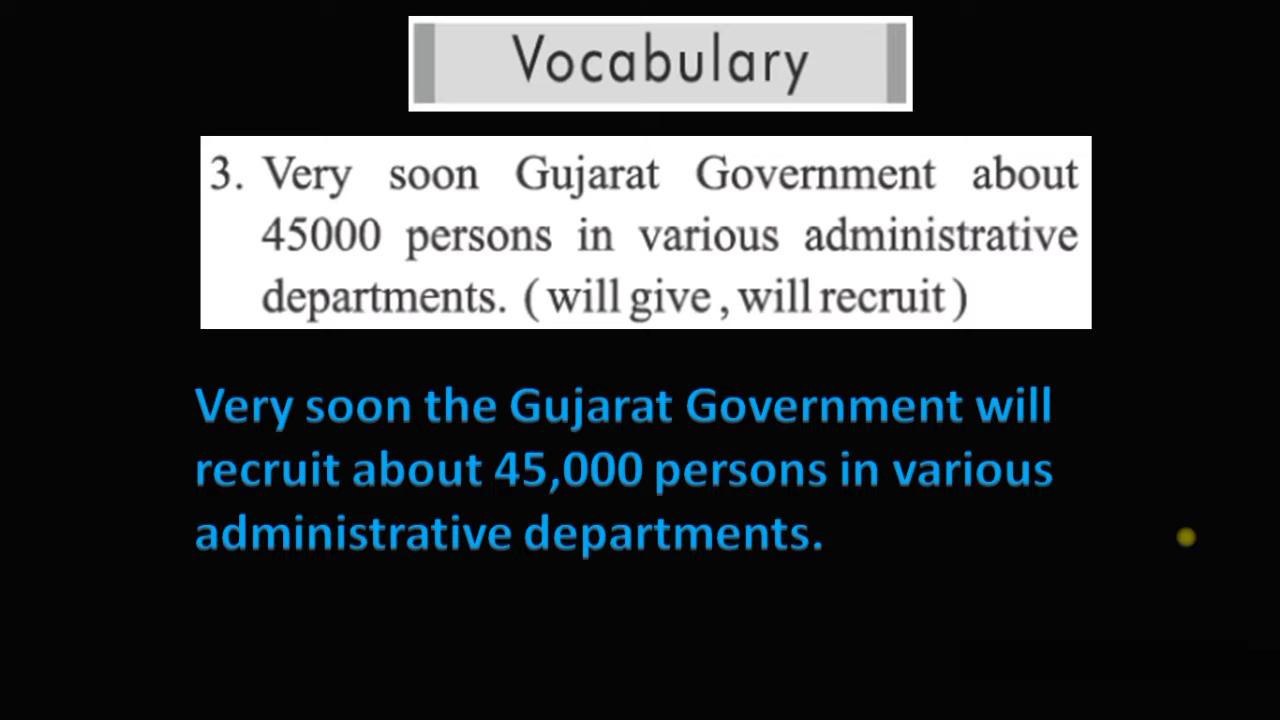 Vocabulary
3. Very soon Gujarat Government about
45000 persons in various administrative
departments. ( will give , will recruit )
Very soon the Gujarat Government will
recruit about 45,000 persons in various
administrative departments.